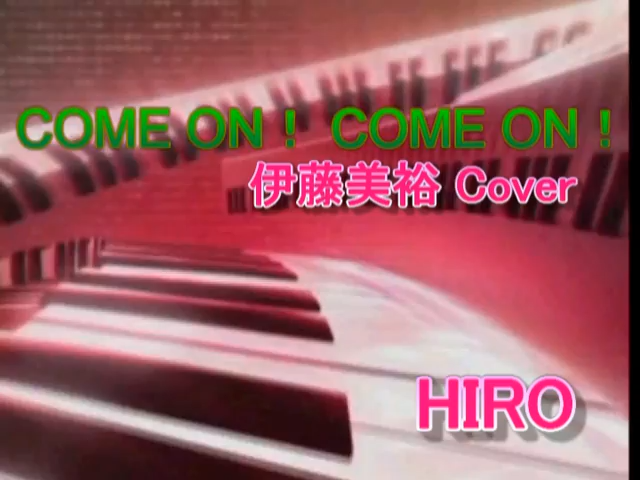 COME ON！ COME ON！
伊藤美裕 Cover
HIRO